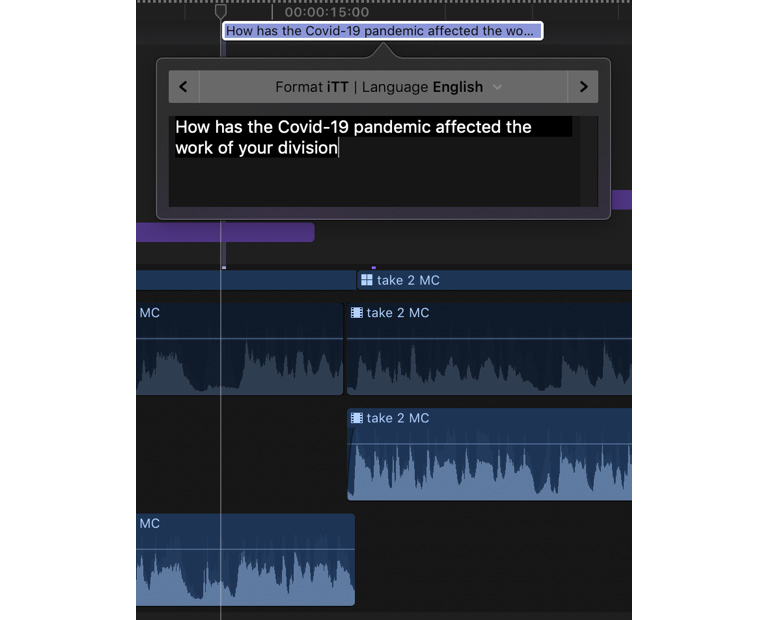 00:00:15:00
How has the Covid-19 pandemic affected the wo...
Format iTT | Language English
How has the Covid-19 pandemic affected the
work of your division
take 2 MC
MC
take 2 MC
take 2 MC
MC